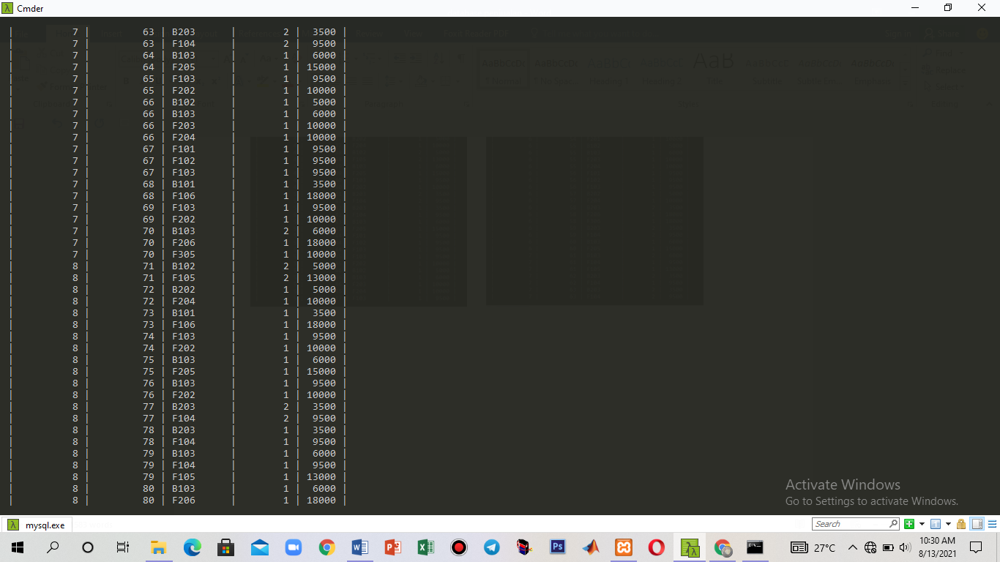 Cmder
| 7 | 63 | B203 | 2 | 3500 |
| 7 | 63 | F104 | 2 | 9500 |
| 7 | 64 | B103 | 1 | 6000 |
| 7 | 64 | F205 | 1 | 15000 |
| 7 | 65 | F103 | 1 | 9500 |
| 7 | 65 | F202 | 1 | 10000 |
| 7 | 66 | B102 | 1 | 5000 |
| 7 | 66 | B103 | 1 | 6000 |
| 7 | 66 | F203 | 1 | 10000 |
| 7 | 66 | F204 | 1 | 10000 |
| 7 | 67 | F101 | 1 | 9500 |
| 7 | 67 | F102 | 1 | 9500 |
| 7 | 67 | F103 | 1 | 9500 |
| 7 | 68 | B101 | 1 | 3500 |
| 7 | 68 | F106 | 1 | 18000 |
| 7 | 69 | F103 | 1 | 9500 |
| 7 | 69 | F202 | 1 | 10000 |
| 7 | 70 | B103 | 2 | 6000 |
| 7 | 70 | F206 | 1 | 18000 |
| 7 | 70 | F305 | 1 | 10000 |
| 8 | 71 | B102 | 2 | 5000 |
| 8 | 71 | F105 | 2 | 13000 |
| 8 | 72 | B202 | 1 | 5000 |
| 8 | 72 | F204 | 1 | 10000 |
| 8 | 73 | B101 | 1 | 3500 |
| 8 | 73 | F106 | 1 | 18000 |
| 8 | 74 | F103 | 1 | 9500 |
| 8 | 74 | F202 | 1 | 10000 |
| 8 | 75 | B103 | 1 | 6000 |
| 8 | 75 | F205 | 1 | 15000 |
| 8 | 76 | B103 | 1 | 9500 |
| 8 | 76 | F202 | 1 | 10000 |
| 8 | 77 | B203 | 2 | 3500 |
| 8 | 77 | F104 | 2 | 9500 |
| 8 | 78 | B203 | 1 | 3500 |
| 8 | 78 | F104 | 1 | 9500 |
| 8 | 79 | B103 | 1 | 6000 |
| 8 | 79 | F104 | 1 | 9500 |
| 8 | 79 | F105 | 1 | 13000 |
| 8 | 80 | B103 | 1 | 6000 |
| 8 | 80 | F206 | 1 | 18000 |
Activate Windows
Go to Settings to activate Windows.
mysql.exe
Search
27°C
10:30 AM
8/13/2021